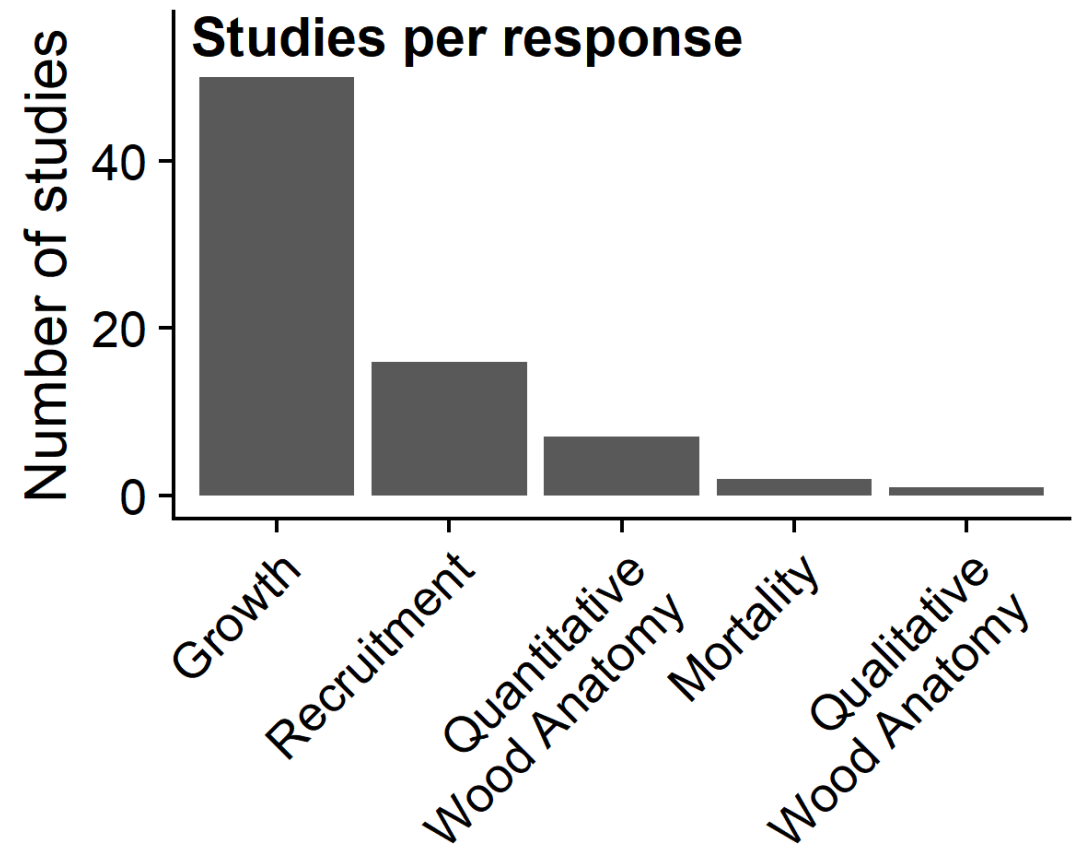 Studies per response
Number of studies
40
20
0
Growth
Recruitment
Quantitative
Wood Anatomy
Mortality
Qualitative
Wood Anatomy